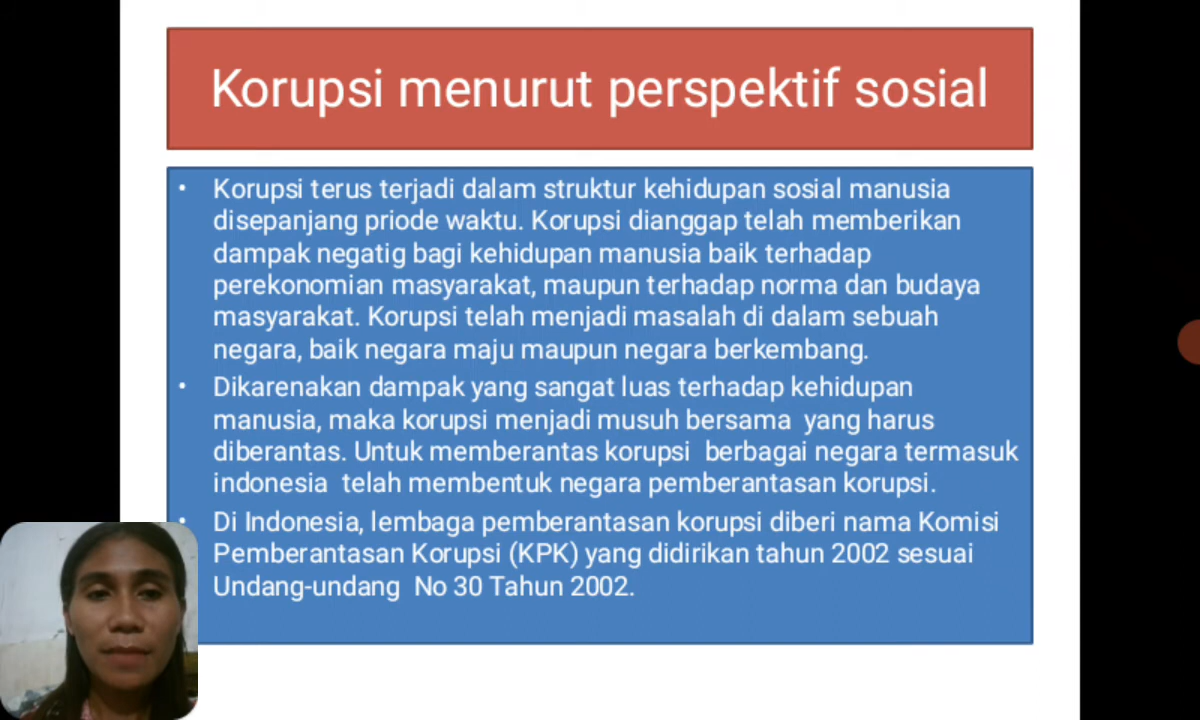 Korupsi menurut perspektif sosial
• Korupsi terus terjadi dalam struktur kehidupan sosial manusia
disepanjang priode waktu. Korupsi dianggap telah memberikan
dampak negatig bagi kehidupan manusia baik terhadap
perekonomian masyarakat, maupun terhadap norma dan budaya
masyarakat. Korupsi telah menjadi masalah di dalam sebuah
negara, baik negara maju maupun negara berkembang.
• Dikarenakan dampak yang sangat luas terhadap kehidupan
manusia, maka korupsi menjadi musuh bersama  yang harus
diberantas. Untuk memberantas korupsi  berbagai negara termasuk
indonesia  telah membentuk negara pemberantasan korupsi.
• Di Indonesia, lembaga pemberantasan korupsi diberi nama Komisi
Pemberantasan Korupsi (KPK) yang didirikan tahun 2002 sesuai
Undang-undang  No 30 Tahun 2002.